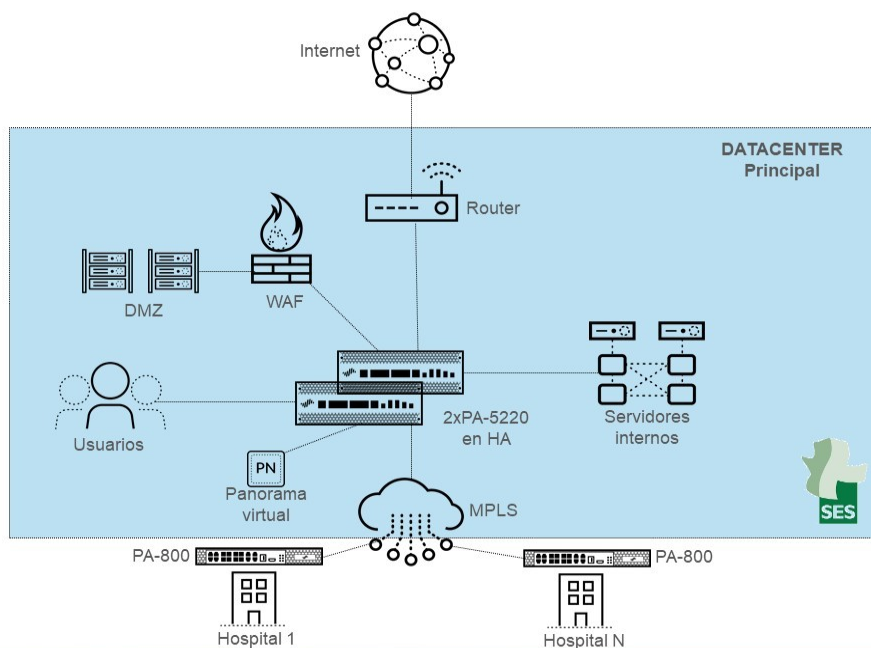 Internet
DATACENTER
Principal
Router
WAF
DMZ
2xPA-5220
en HA
Servidores
internos
Usuarios
PN
Panorama
virtual
MPLS
SES
PA-800
PA-800
Hospital 1
Hospital N